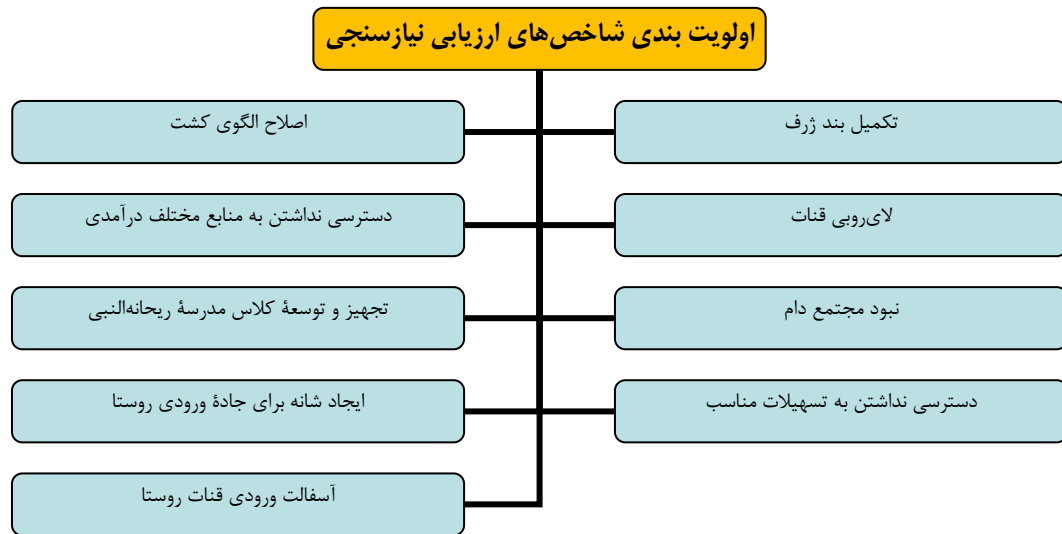 اولویت بندی شاخص‌های ارزیابی نیازسنجی
تکمیل بند ژرف
اصلاح الگوی کشت
لای‌روبی قنات
دسترسی نداشتن به منابع مختلف درآمدی
نبود مجتمع دام
تجهیز و توسعهٔ کلاس مدرسهٔ ریحانه‌النبی
دسترسی نداشتن به تسهیلات مناسب
ایجاد شانه برای جادهٔ ورودی روستا
آسفالت ورودی قنات روستا